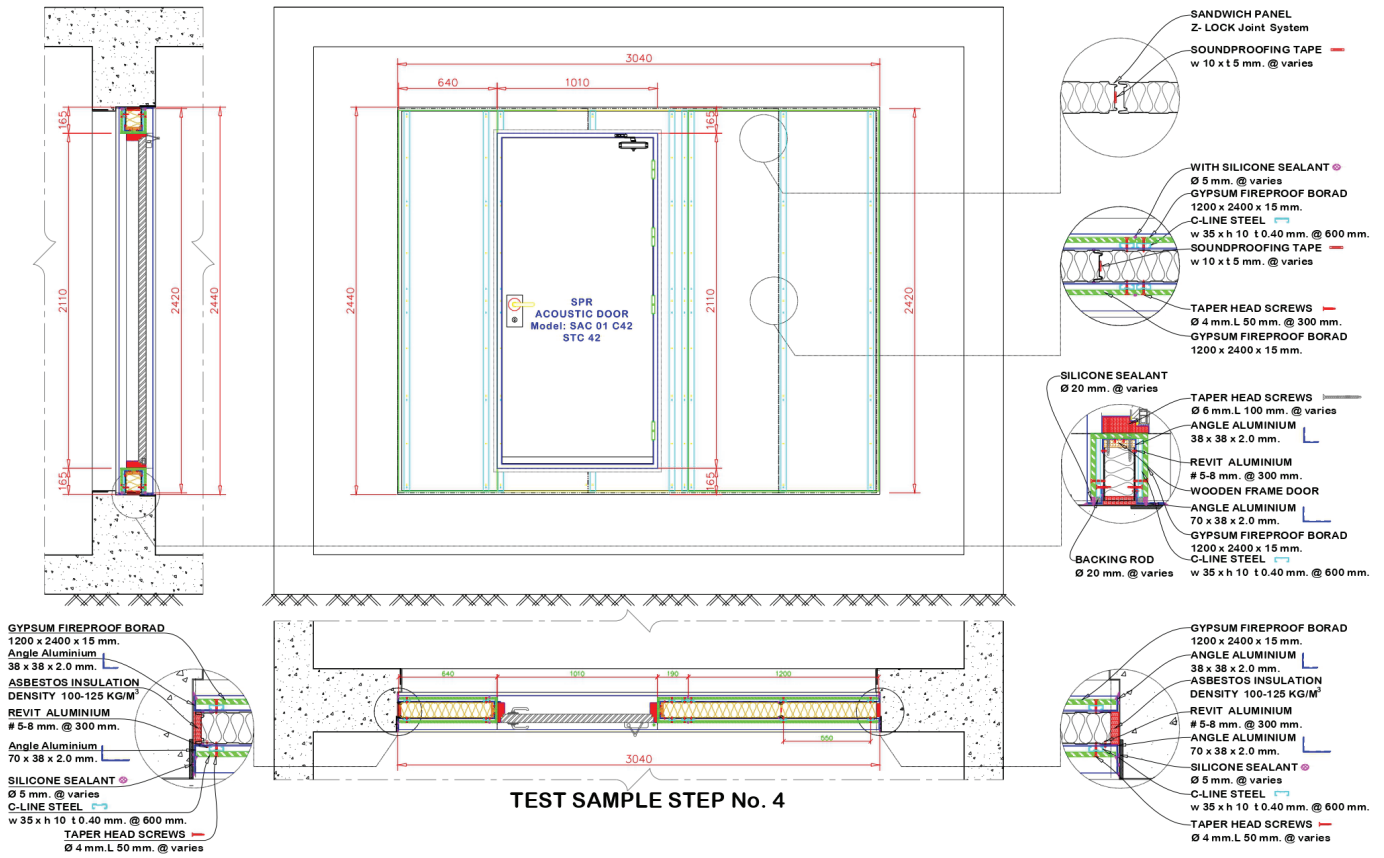 3040
640
1010
165
165
2110
2420
2440
165
2440
2110
2420
165
SPR
ACOUSTIC DOOR
Model: SAC 01 C42
STC 42
SANDWICH PANEL
Z- LOCK Joint System
SOUNDPROOFING TAPE
w 10 x t 5 mm. @ varies
WITH SILICONE SEALANT
Ø 5 mm. @ varies
GYPSUM FIREPROOF BORAD
1200 x 2400 x 15 mm.
C-LINE STEEL
w 35 x h 10 t 0.40 mm. @ 600 mm.
SOUNDPROOFING TAPE
w 10 x t 5 mm. @ varies
TAPER HEAD SCREWS
Ø 4 mm.L 50 mm. @ 300 mm.
GYPSUM FIREPROOF BORAD
1200 x 2400 x 15 mm.
SILICONE SEALANT
Ø 20 mm. @ varies
TAPER HEAD SCREWS
Ø 6 mm.L 100 mm. @ varies
ANGLE ALUMINIUM
38 x 38 x 2.0 mm.
REVIT ALUMINIUM
# 5-8 mm. @ 300 mm.
WOODEN FRAME DOOR
ANGLE ALUMINIUM
70 x 38 x 2.0 mm.
GYPSUM FIREPROOF BORAD
1200 x 2400 x 15 mm.
BACKING ROD
Ø 20 mm. @ varies
C-LINE STEEL
w 35 x h 10 t 0.40 mm. @ 600 mm.
165
GYPSUM FIREPROOF BORAD
1200 x 2400 x 15 mm.
Angle Aluminium
38 x 38 x 2.0 mm.
ASBESTOS INSULATION
DENSITY 100-125 KG/M³
REVIT ALUMINIUM
# 5-8 mm. @ 300 mm.
Angle Aluminium
70 x 38 x 2.0 mm.
SILICONE SEALANT
Ø 5 mm. @ varies
C-LINE STEEL
w 35 x h 10 t 0.40 mm. @ 600 mm.
TAPER HEAD SCREWS
Ø 4 mm.L 50 mm. @ varies
640
1010
190
1200
550
3040
TEST SAMPLE STEP No. 4
GYPSUM FIREPROOF BORAD
1200 x 2400 x 15 mm.
ANGLE ALUMINIUM
38 x 38 x 2.0 mm.
ASBESTOS INSULATION
DENSITY 100-125 KG/M³
REVIT ALUMINIUM
# 5-8 mm. @ 300 mm.
ANGLE ALUMINIUM
70 x 38 x 2.0 mm.
SILICONE SEALANT
Ø 5 mm. @ varies
C-LINE STEEL
w 35 x h 10 t 0.40 mm. @ 600 mm.
TAPER HEAD SCREWS
Ø 4 mm.L 50 mm. @ varies